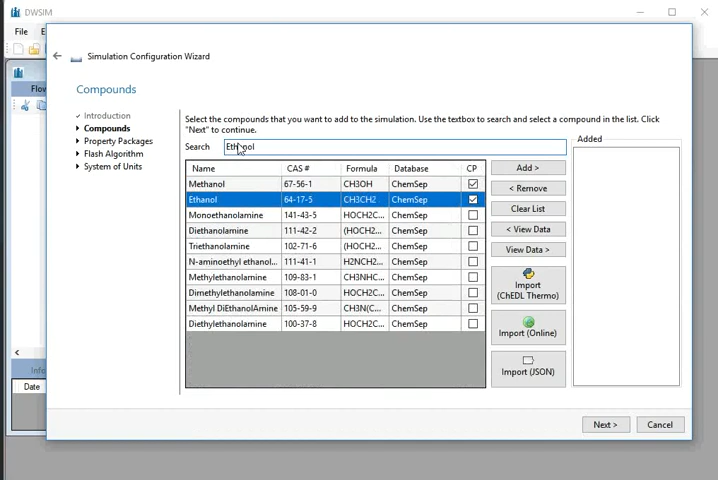 DWSIM
File E
Simulation Configuration Wizard
Flow
Compounds
Introduction
Compounds
Property Packages
Flash Algorithm
System of Units
Select the compounds that you want to add to the simulation. Use the textbox to search and select a compound in the list. Click
"Next" to continue.
Search Ethanol
Added
Name CAS # Formula Database CP
Methanol 67-56-1 CH3OH ChemSep
Ethanol 64-17-5 CH3CH2 ChemSep
Monoethanolamine 141-43-5 HOCH2C... ChemSep
Diethanolamine 111-42-2 (HOCH2... ChemSep
Triethanolamine 102-71-6 (HOCH2... ChemSep
N-aminoethyl ethanol... 111-41-1 H2NCH2... ChemSep
Methylethanolamine 109-83-1 CH3NHC... ChemSep
Dimethylethanolamine 108-01-0 HOCH2C... ChemSep
Methyl DiEthanolAmine 105-59-9 CH3N(C... ChemSep
Diethylethanolamine 100-37-8 HOCH2C... ChemSep
Add >
< Remove
Clear List
< View Data
View Data >
Import
(ChEDL Thermo)
Import (Online)
Import (JSON)
Info
Date
Next > Cancel